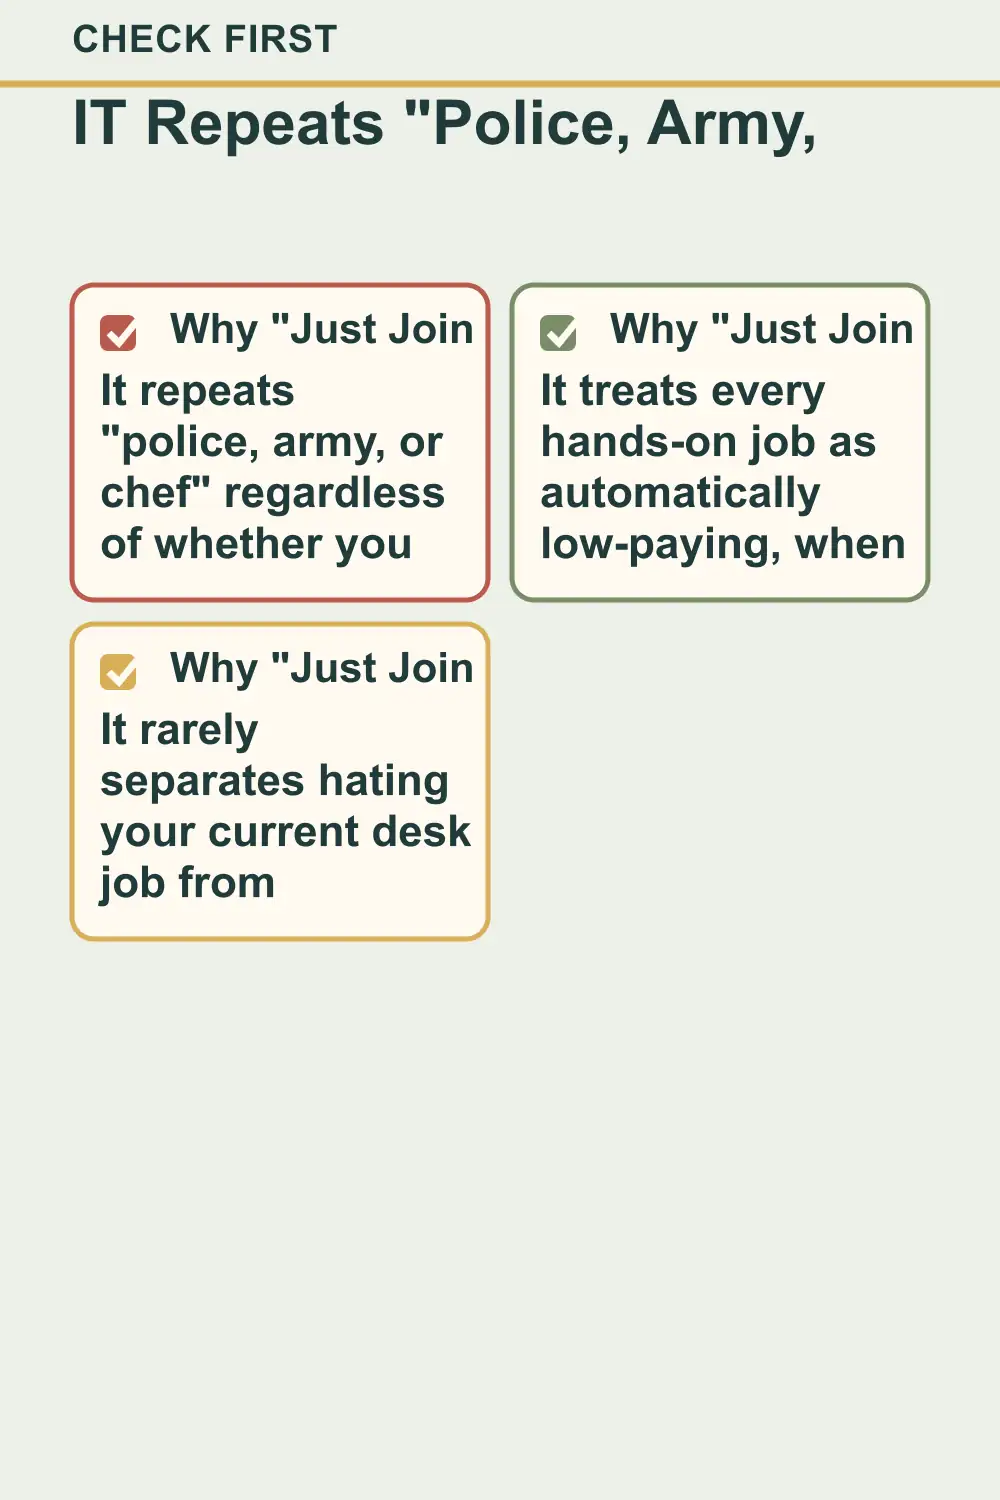 CHECK FIRST
IT Repeats "Police, Army,
Why "Just Join
It repeats
"police, army, or
chef" regardless
of whether you
Why "Just Join
It treats every
hands-on job as
automatically
low-paying, when
Why "Just Join
It rarely
separates hating
your current desk
job from